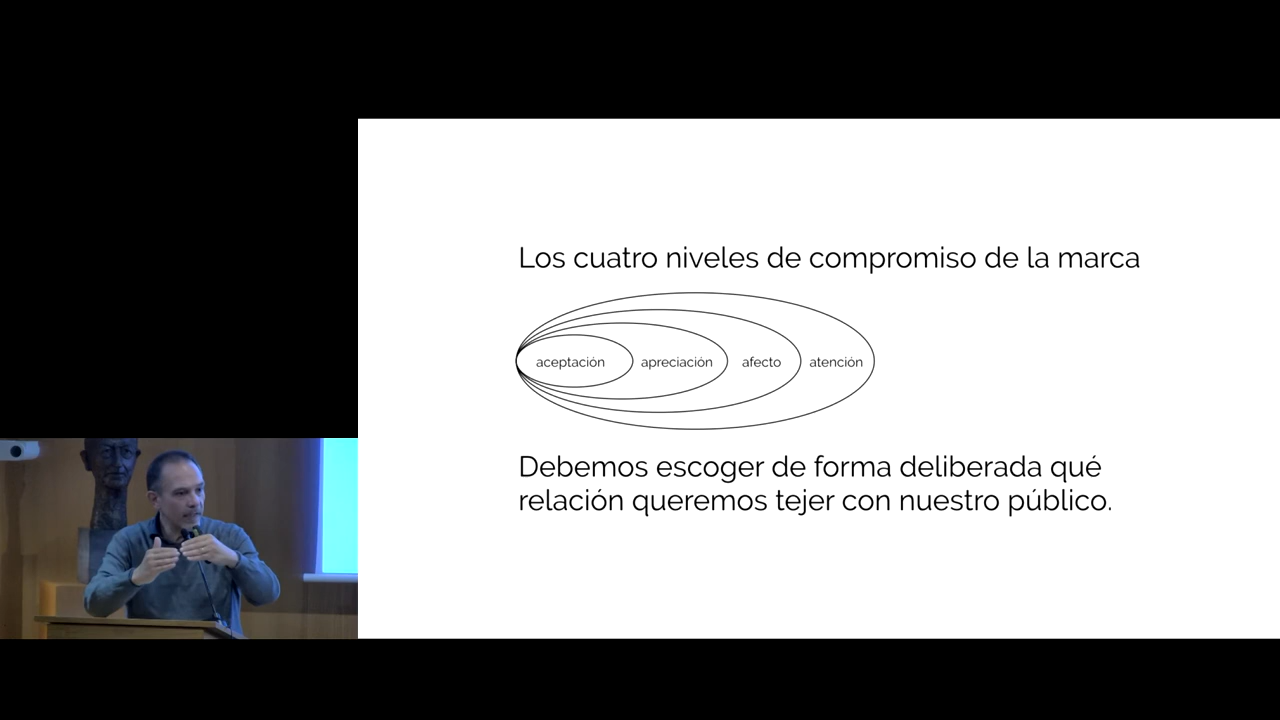 Los cuatro niveles de compromiso de la marca
aceptación apreciación afecto atención
Debemos escoger de forma deliberada qué
relación queremos tejer con nuestro público.